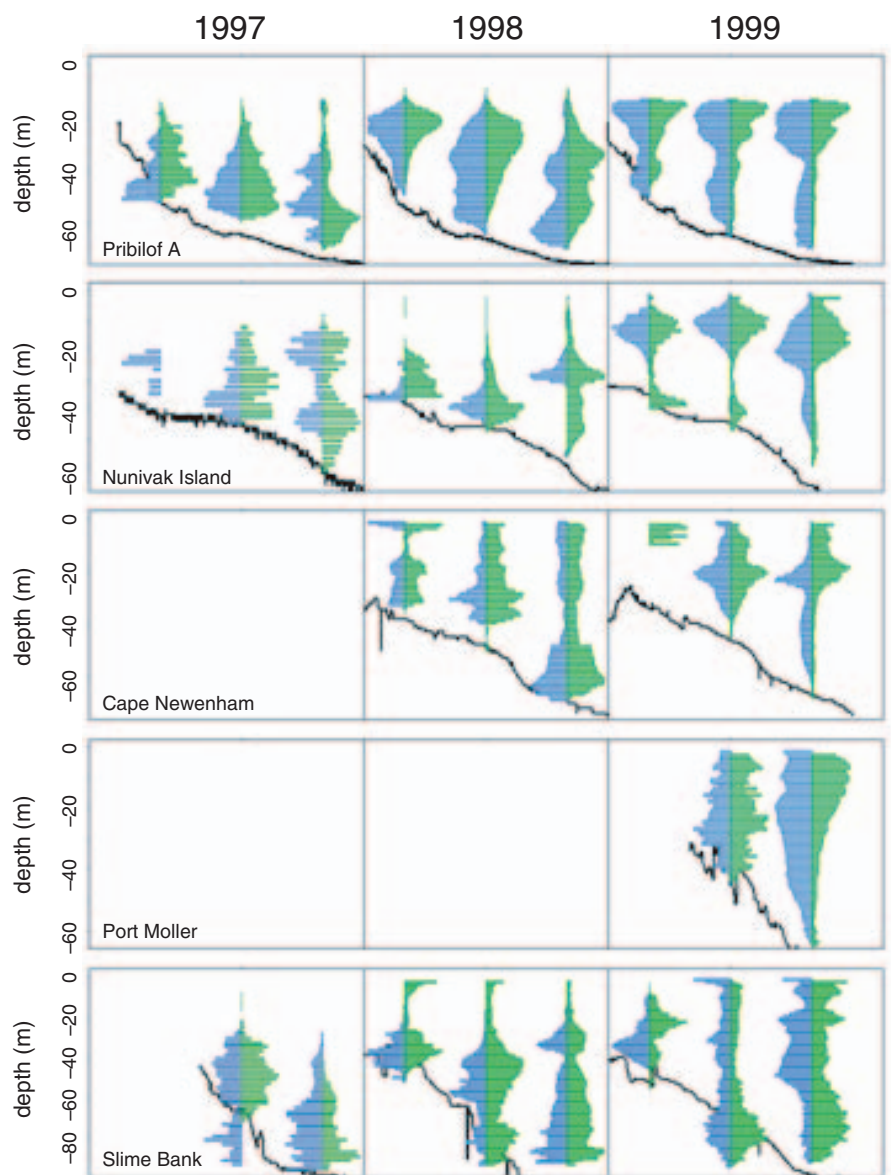 1997 1998 1999
depth (m)
0
-20
-40
-60
Pribilof A
depth (m)
0
-20
-40
-60
Nunivak Island
depth (m)
0
-20
-40
-60
Cape Newenham
depth (m)
0
-20
-40
-60
Port Moller
depth (m)
0
-20
-40
-60
-80
Slime Bank